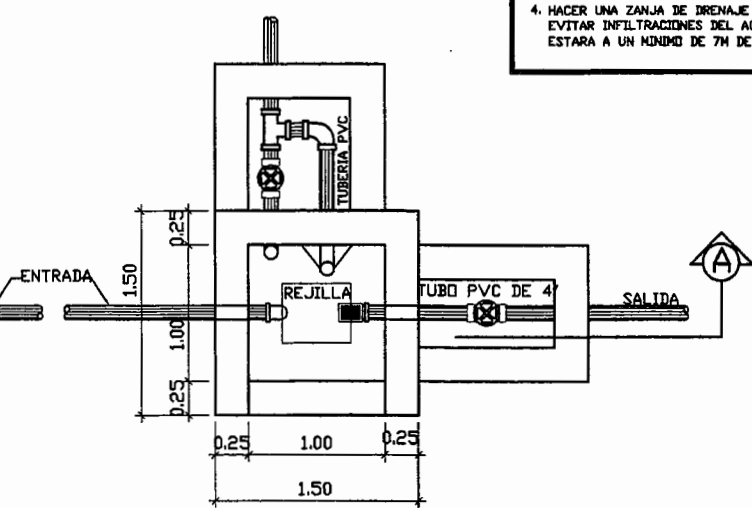 4. HACER UNA ZANJA DE DRENAJE
EVITAR INFILTRACIONES DEL
ESTARA A UN MINIMO DE 7M DE
TUBERIA PVC
0.25
1.50
1.00
0.25
ENTRADA
REJILLA
TUBO PVC DE 4"
SALIDA
A
0.25
1.00
0.25
1.50